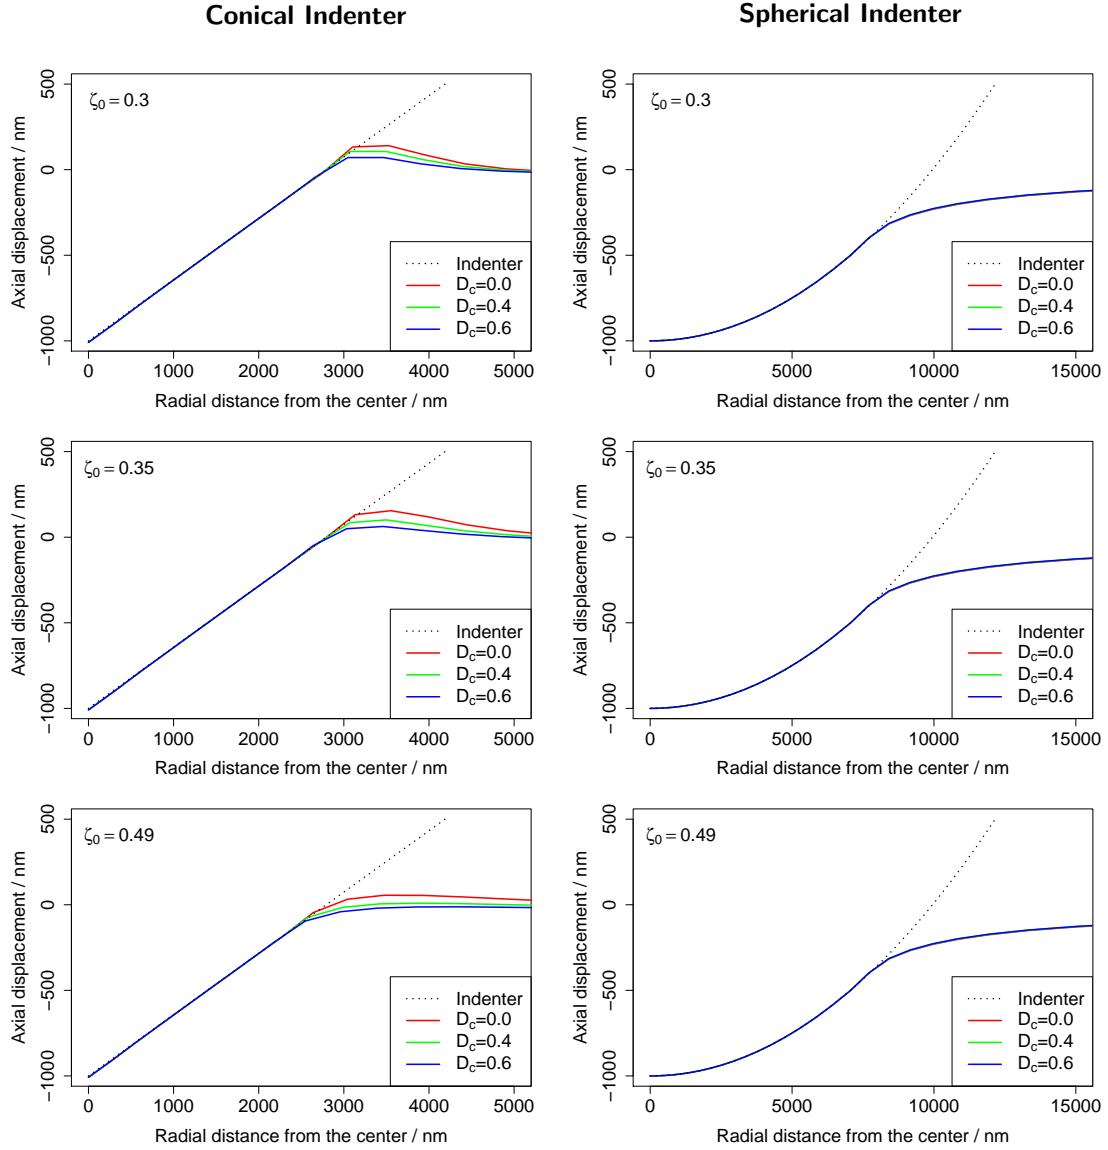 Conical Indenter
Spherical Indenter
ζ0 = 0.3
Axial displacement / nm
500
0
−500
−1000
Indenter
Dc=0.0
Dc=0.4
Dc=0.6
0 1000 2000 3000 4000 5000
Radial distance from the center / nm
ζ0 = 0.3
Axial displacement / nm
500
0
−500
−1000
Indenter
Dc=0.0
Dc=0.4
Dc=0.6
0 5000 10000 15000
Radial distance from the center / nm
ζ0 = 0.35
Axial displacement / nm
500
0
−500
−1000
Indenter
Dc=0.0
Dc=0.4
Dc=0.6
0 1000 2000 3000 4000 5000
Radial distance from the center / nm
ζ0 = 0.35
Axial displacement / nm
500
0
−500
−1000
Indenter
Dc=0.0
Dc=0.4
Dc=0.6
0 5000 10000 15000
Radial distance from the center / nm
ζ0 = 0.49
Axial displacement / nm
500
0
−500
−1000
Indenter
Dc=0.0
Dc=0.4
Dc=0.6
0 1000 2000 3000 4000 5000
Radial distance from the center / nm
ζ0 = 0.49
Axial displacement / nm
500
0
−500
−1000
Indenter
Dc=0.0
Dc=0.4
Dc=0.6
0 5000 10000 15000
Radial distance from the center / nm